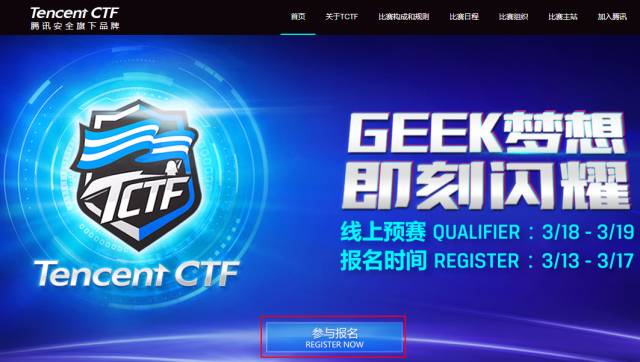 Tencent CTF
腾讯安全旗下品牌
首页 关于TCTF 比赛构成和规则 比赛日程 比赛组织 比赛主站 加入腾讯
TCTF
Tencent CTF
GEEK梦想
即刻闪耀
线上预赛 QUALIFIER : 3/18 - 3/19
报名时间 REGISTER : 3/13 - 3/17
参与报名
REGISTER NOW